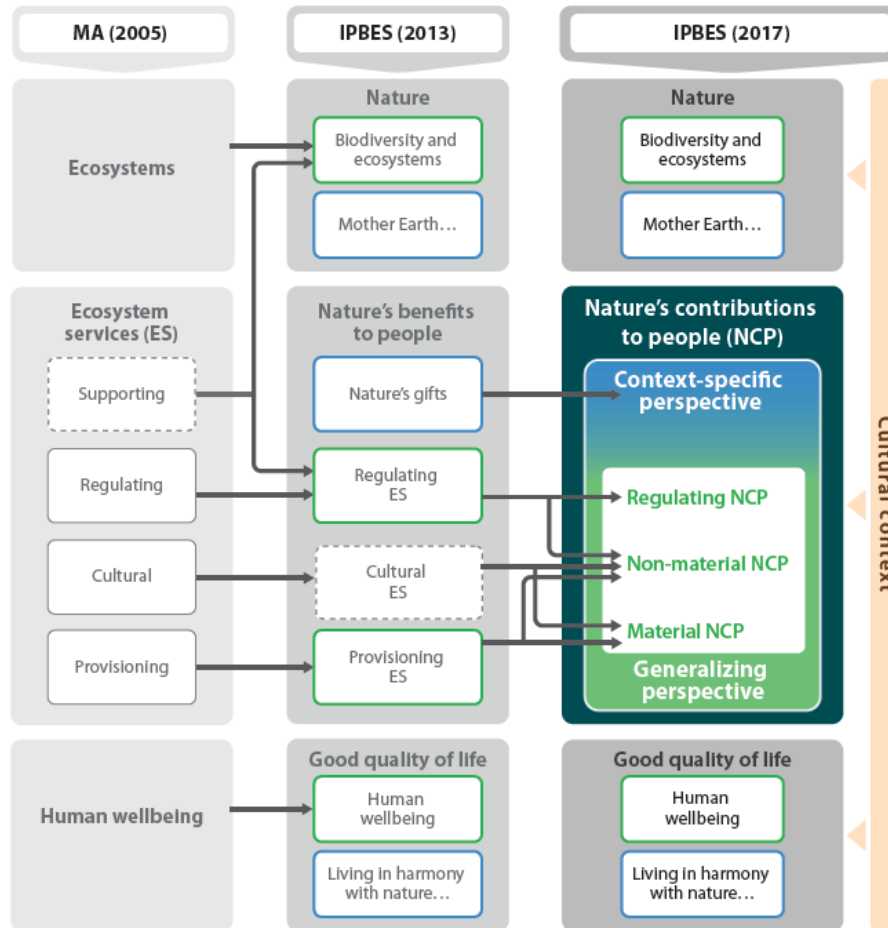 MA (2005)
IPBES (2013)
IPBES (2017)
Ecosystems
Nature
Biodiversity and
ecosystems
Mother Earth...
Nature
Biodiversity and
ecosystems
Mother Earth...
Ecosystem
services (ES)
Supporting
Regulating
Cultural
Provisioning
Nature's benefits
to people
Nature's gifts
Regulating
ES
Cultural
ES
Provisioning
ES
Nature's contributions
to people (NCP)
Context-specific
perspective
Regulating NCP
Non-material NCP
Material NCP
Generalizing
perspective
Human wellbeing
Good quality of life
Human
wellbeing
Living in harmony
with nature...
Good quality of life
Human
wellbeing
Living in harmony
with nature...
Cultural context